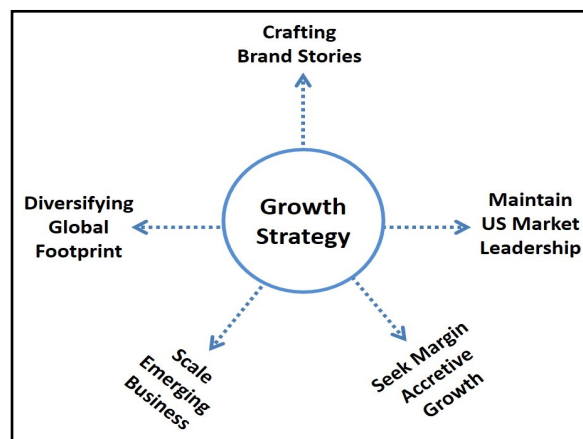 Crafting
Brand Stories
Diversifying
Global
Footprint
Growth
Strategy
Maintain
US Market
Leadership
Scale
Emerging
Business
Seek Margin
Accretive
Growth